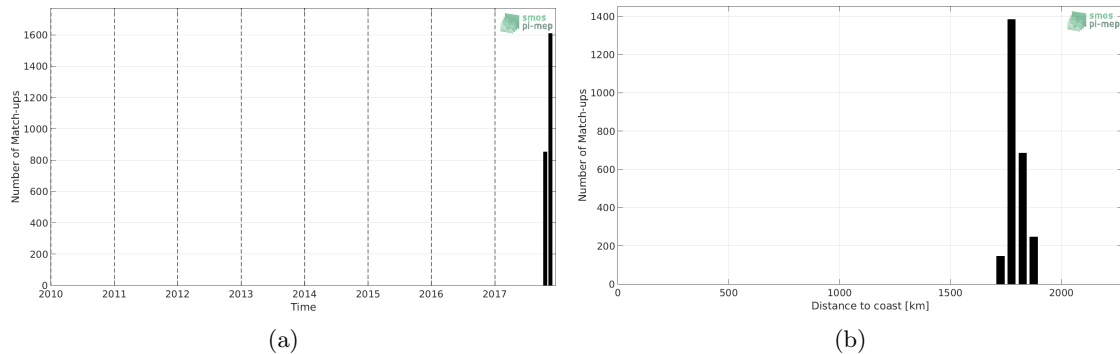 smos
pi-mep
Number of Match-ups
1600
1400
1200
1000
800
600
400
200
0
2010 2011 2012 2013 2014 2015 2016 2017
Time
(a)
smos
pi-mep
Number of Match-ups
1400
1200
1000
800
600
400
200
0
0 500 1000 1500 2000
Distance to coast [km]
(b)